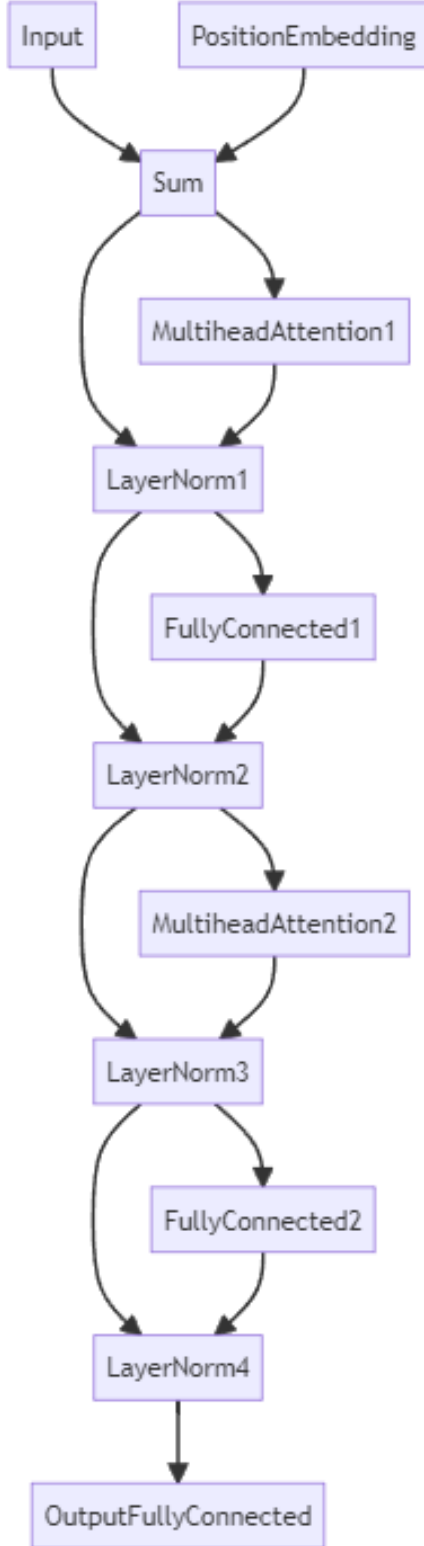 Input
PositionEmbedding
Sum
MultiheadAttention1
LayerNorm1
FullyConnected1
LayerNorm2
MultiheadAttention2
LayerNorm3
FullyConnected2
LayerNorm4
OutputFullyConnected